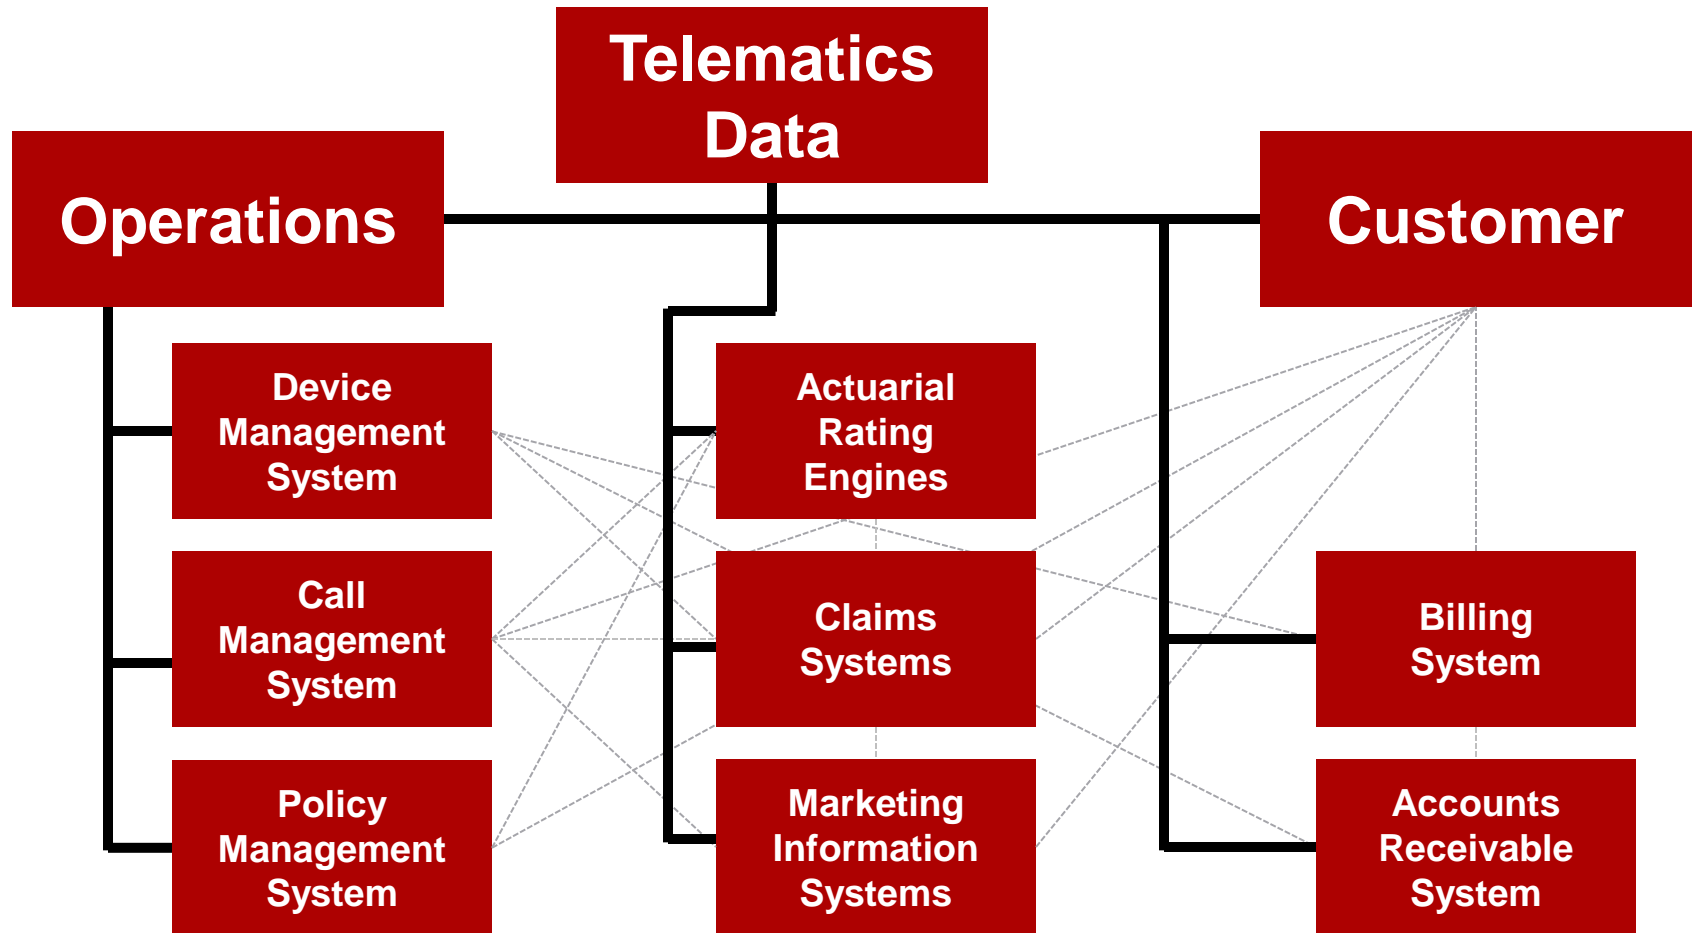 Telematics
Data
Operations
Customer
Device
Management
System
Actuarial
Rating
Engines
Call
Management
System
Claims
Systems
Billing
System
Policy
Management
System
Marketing
Information
Systems
Accounts
Receivable
System